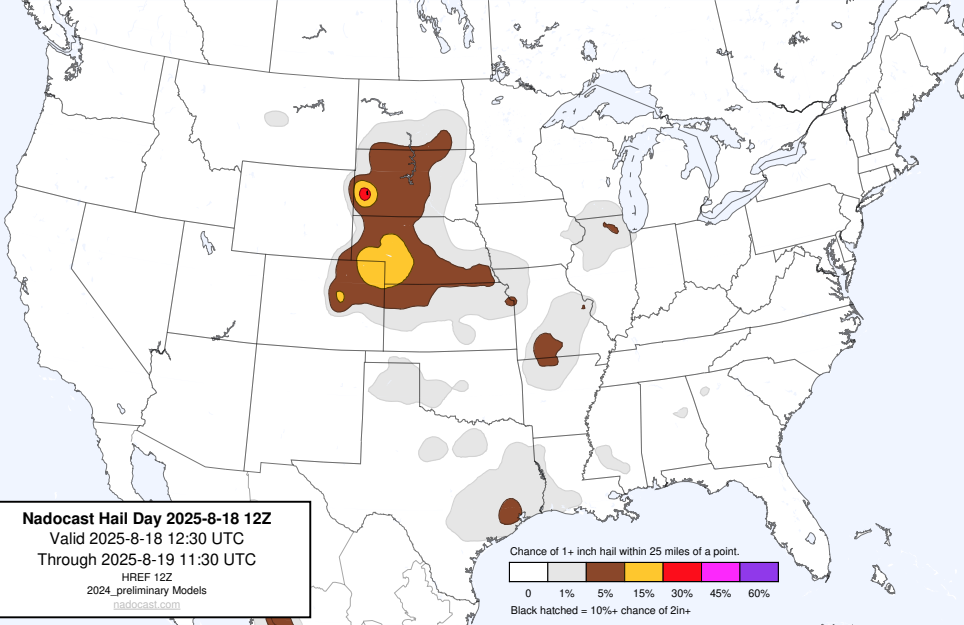 Nadocast Hail Day 2025-8-18 12Z
Valid 2025-8-18 12:30 UTC
Through 2025-8-19 11:30 UTC
HREF 12Z
2024_preliminary Models
nadocast.com
Chance of 1+ inch hail within 25 miles of a point.
0 1% 5% 15% 30% 45% 60%
Black hatched = 10%+ chance of 2in+